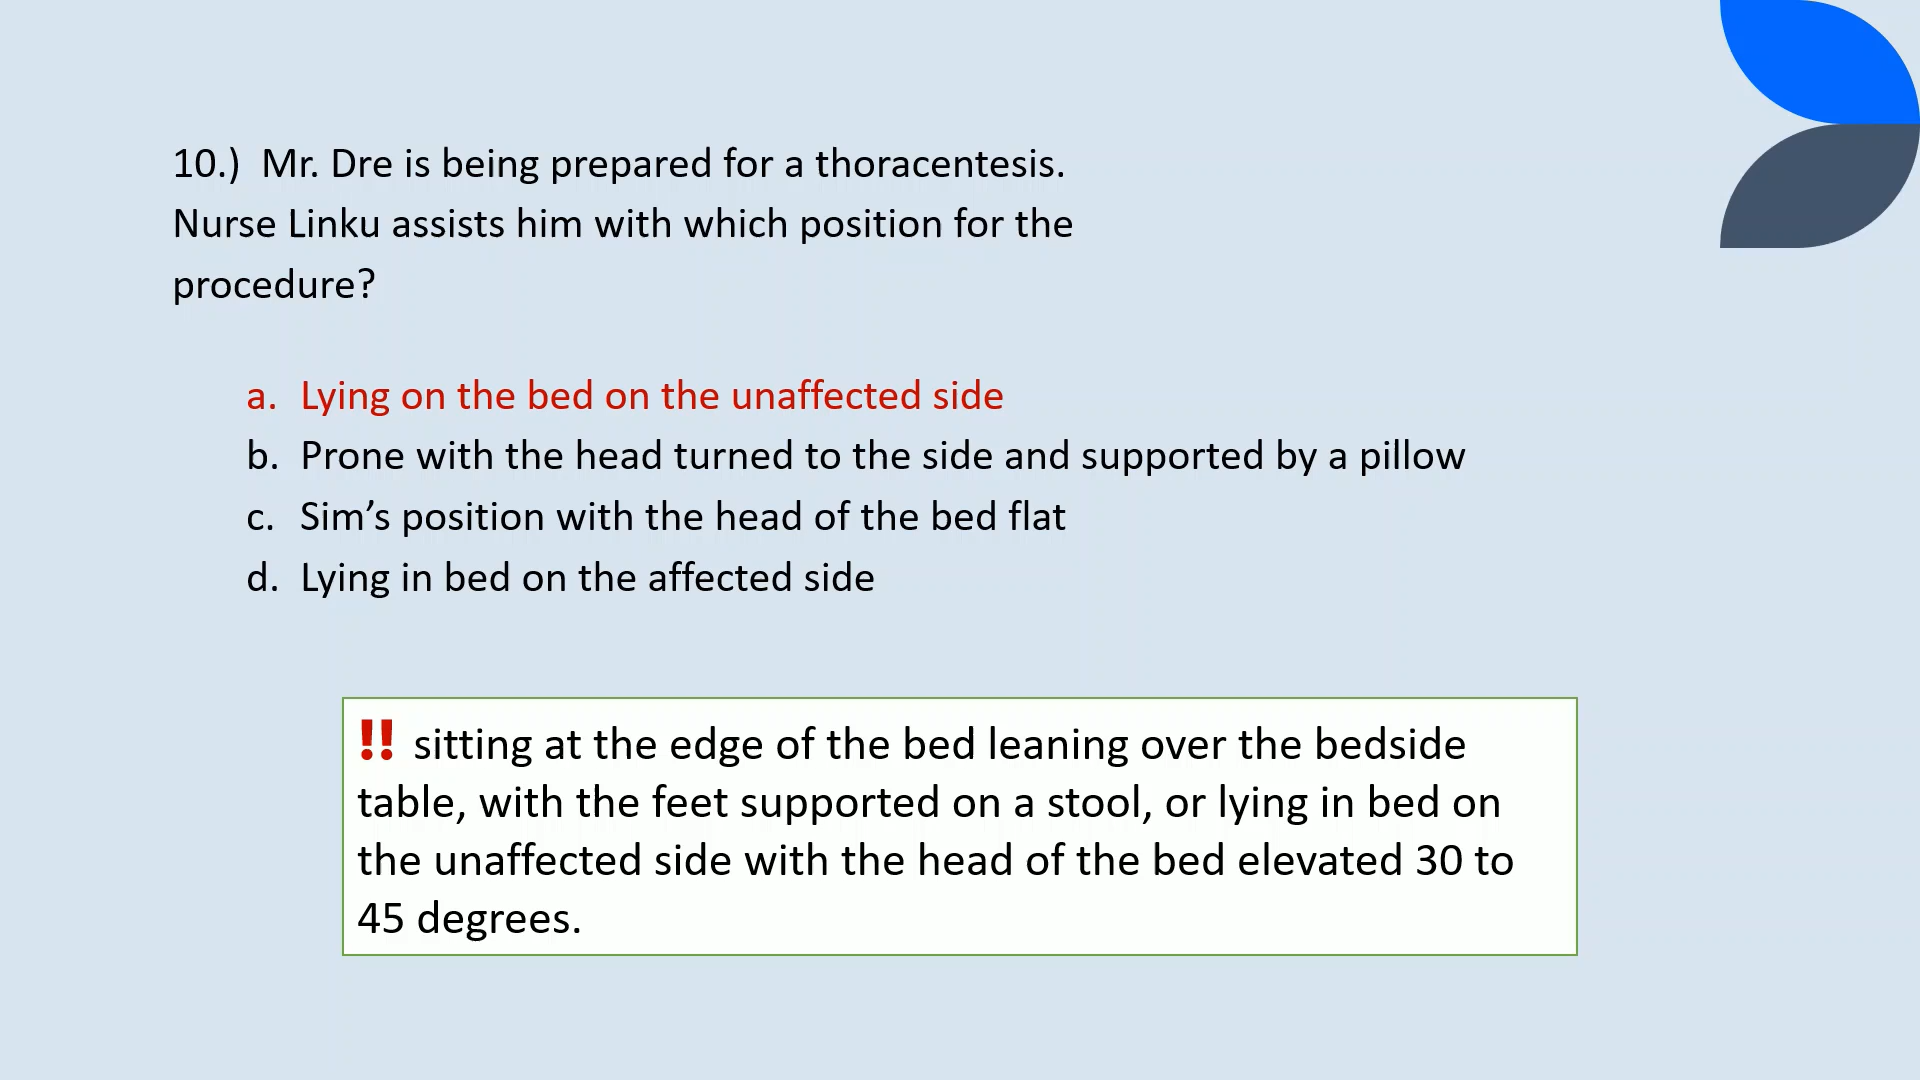 10.) Mr. Dre is being prepared for a thoracentesis.
Nurse Linku assists him with which position for the
procedure?
a. Lying on the bed on the unaffected side
b. Prone with the head turned to the side and supported by a pillow
c. Sim’s position with the head of the bed flat
d. Lying in bed on the affected side
‼ sitting at the edge of the bed leaning over the bedside
table, with the feet supported on a stool, or lying in bed on
the unaffected side with the head of the bed elevated 30 to
45 degrees.